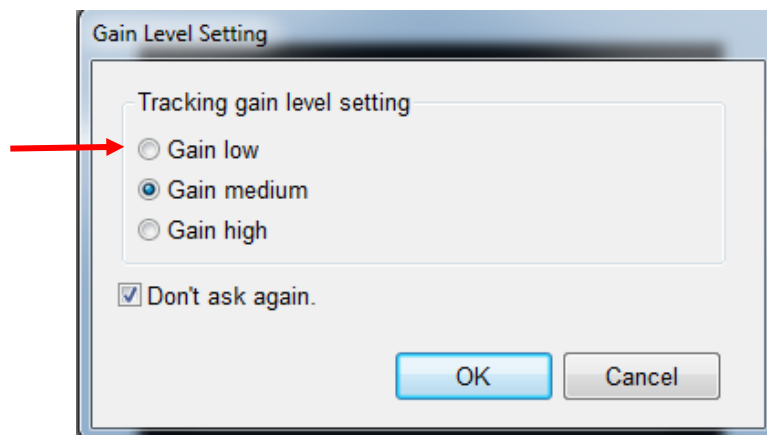 Gain Level Setting
Tracking gain level setting
Gain low
Gain medium
Gain high
Don't ask again.
OK Cancel